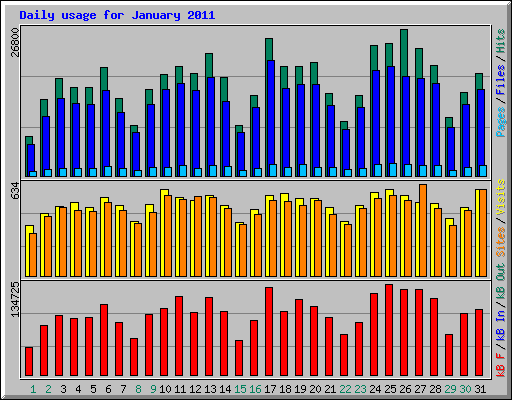 Daily usage for January 2011
26800
Pages / Files / Hits
634
Sites / Visits
134725
kB F / kB In / kB Out
1 2 3 4 5 6 7 8 9 10 11 12 13 14 15 16 17 18 19 20 21 22 23 24 25 26 27 28 29 30 31